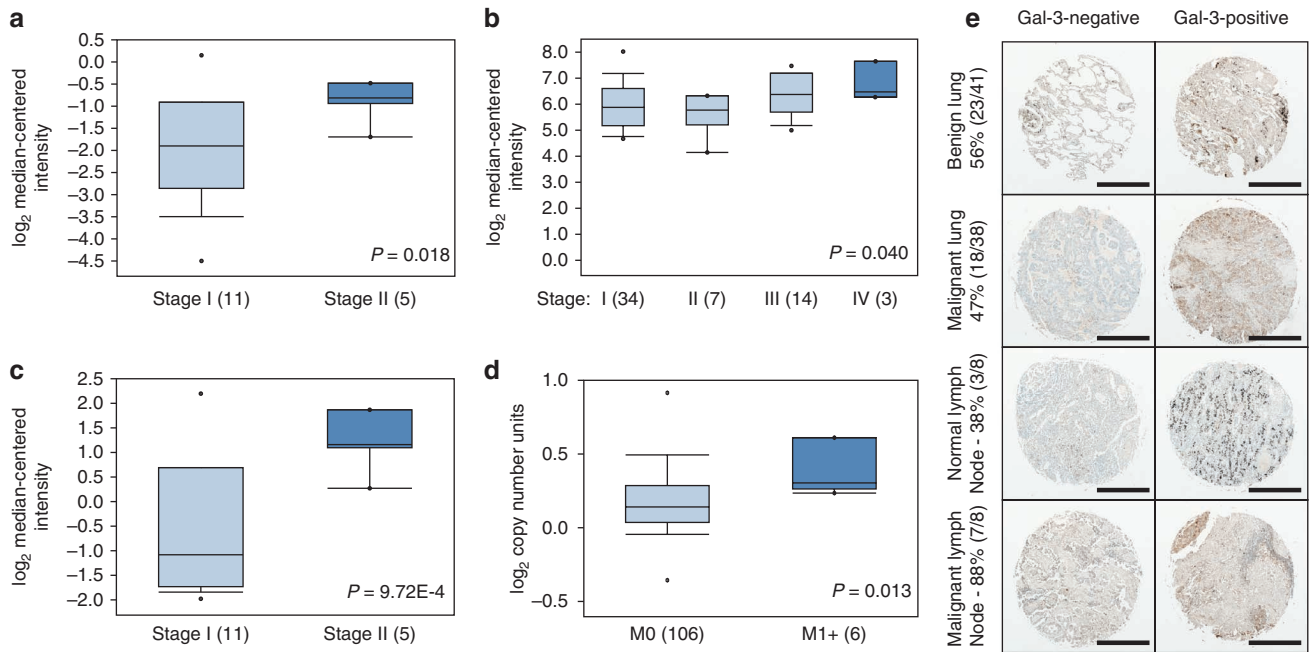 a
0.5
0.0
–0.5
–1.0
–1.5
–2.0
–2.5
–3.0
–3.5
–4.0
–4.5
log2 median-centered
intensity
P = 0.018
Stage I (11)
Stage II (5)
b
9.0
8.0
7.0
6.0
5.0
4.0
3.0
2.0
1.0
0.0
log2 median-centered
intensity
P = 0.040
Stage: I (34) II (7) III (14) IV (3)
c
2.5
2.0
1.5
1.0
0.5
0.0
–0.5
–1.0
–1.5
–2.0
log2 median-centered
intensity
P = 9.72E-4
Stage I (11)
Stage II (5)
d
1.0
0.5
0.0
–0.5
log2 copy number units
P = 0.013
M0 (106)
M1+ (6)
e
Gal-3-negative
Gal-3-positive
Benign lung
56% (23/41)
Malignant lung
47% (18/38)
Normal lymph
Node - 38% (3/8)
Malignant lymph
Node - 88% (7/8)